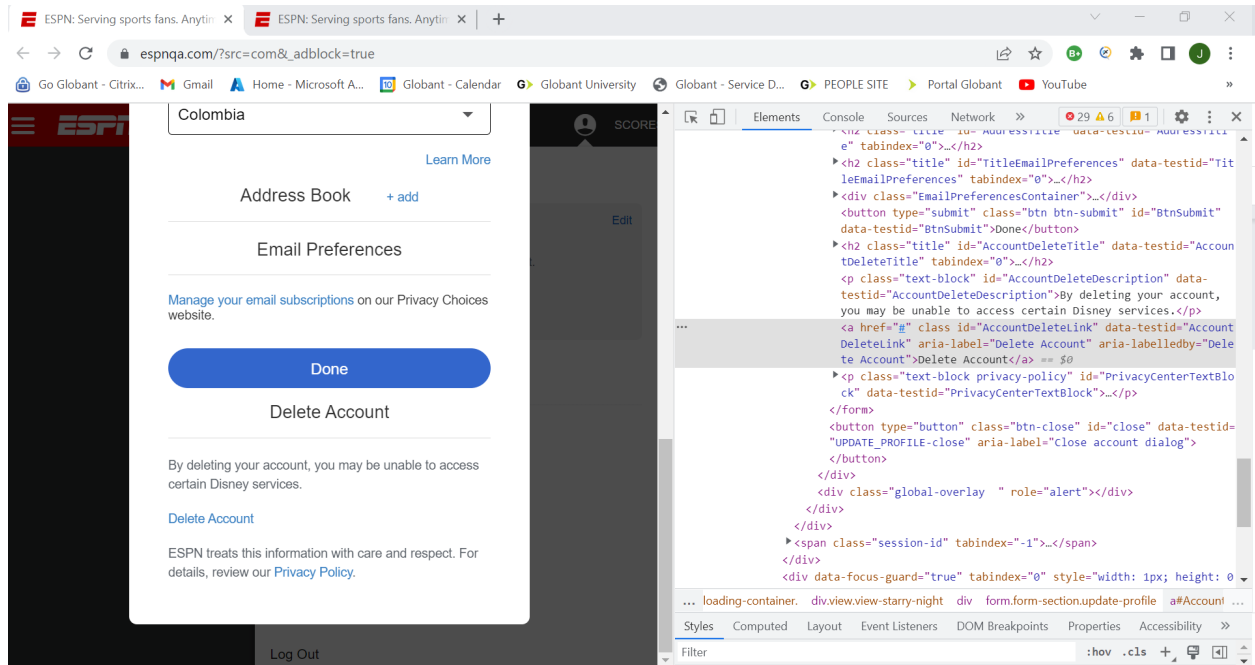 ESPN: Serving sports fans. Anytin
ESPN: Serving sports fans. Anytin
espnqa.com/?src=com&_adblock=true
B+
J
Go Globant - Citrix...
Gmail
Home - Microsoft A...
10
Globant - Calendar
G> Globant University
Globant - Service D...
G> PEOPLE SITE
Portal Globant
YouTube
»
Colombia
SCORE
Learn More
Address Book + add
Edit
Email Preferences
Manage your email subscriptions on our Privacy Choices
website.
Done
Delete Account
By deleting your account, you may be unable to access
certain Disney services.
Delete Account
ESPN treats this information with care and respect. For
details, review our Privacy Policy.
Log Out
Elements Console Sources Network » 29 6 1
<h2 class="title" id="AddressTitle" data-testid="AddressTitl
e" tabindex="0">…</h2>
<h2 class="title" id="TitleEmailPreferences" data-testid="Tit
leEmailPreferences" tabindex="0">…</h2>
<div class="EmailPreferencesContainer">…</div>
<button type="submit" class="btn btn-submit" id="BtnSubmit"
data-testid="BtnSubmit">Done</button>
<h2 class="title" id="AccountDeleteTitle" data-testid="Accoun
tDeleteTitle" tabindex="0">…</h2>
<p class="text-block" id="AccountDeleteDescription" data-
testid="AccountDeleteDescription">By deleting your account,
you may be unable to access certain Disney services.</p>
<a href="#" class id="AccountDeleteLink" data-testid="Account
DeleteLink" aria-label="Delete Account" aria-labelledby="Dele
te Account">Delete Account</a> == $0
<p class="text-block privacy-policy" id="PrivacyCenterTextBlo
ck" data-testid="PrivacyCenterTextBlock">…</p>
</form>
<button type="button" class="btn-close" id="close" data-testid=
"UPDATE_PROFILE-close" aria-label="Close account dialog">
</button>
</div>
<div class="global-overlay  " role="alert"></div>
</div>
</div>
<span class="session-id" tabindex="-1">…</span>
</div>
<div data-focus-guard="true" tabindex="0" style="width: 1px; height: 0
... loading-container. div.view.view-starry-night div form.form-section.update-profile a#Account ...
Styles Computed Layout Event Listeners DOM Breakpoints Properties Accessibility »
Filter :hov .cls +